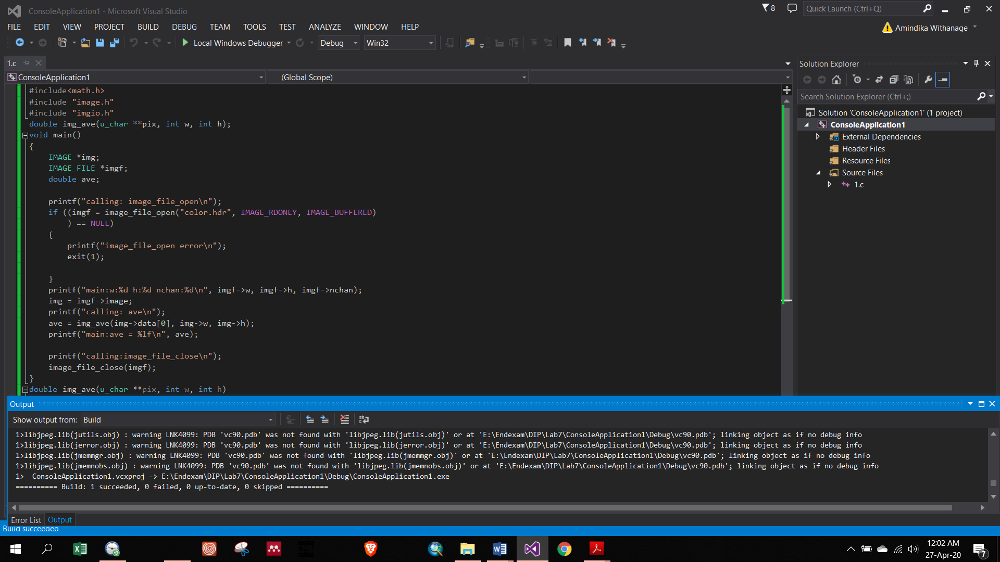 ConsoleApplication1 - Microsoft Visual Studio
8
Quick Launch (Ctrl+Q)
FILE EDIT VIEW PROJECT BUILD DEBUG TEAM TOOLS TEST ANALYZE WINDOW HELP
Amindika Withanage
Local Windows Debugger Debug Win32
1.c
ConsoleApplication1 (Global Scope)
#include<math.h>
#include "image.h"
#include "imgio.h"
double img_ave(u_char **pix, int w, int h);
void main()
{
IMAGE *img;
IMAGE_FILE *imgf;
double ave;
printf("calling: image_file_open\n");
if ((imgf = image_file_open("color.hdr", IMAGE_RDONLY, IMAGE_BUFFERED)
) == NULL)
{
printf("image_file_open error\n");
exit(1);
}
printf("main:w:%d h:%d nchan:%d\n", imgf->w, imgf->h, imgf->nchan);
img = imgf->image;
printf("calling: ave\n");
ave = img_ave(img->data[0], img->w, img->h);
printf("main:ave = %lf\n", ave);
printf("calling:image_file_close\n");
image_file_close(imgf);
}
double img_ave(u_char **pix, int w, int h)
Solution Explorer
Search Solution Explorer (Ctrl+;)
Solution 'ConsoleApplication1' (1 project)
ConsoleApplication1
External Dependencies
Header Files
Resource Files
Source Files
1.c
Output
Show output from: Build
1>libjpeg.lib(jutils.obj) : warning LNK4099: PDB 'vc90.pdb' was not found with 'libjpeg.lib(jutils.obj)' or at 'E:\Endexam\DIP\Lab7\ConsoleApplication1\Debug\vc90.pdb'; linking object as if no debug info
1>libjpeg.lib(jerror.obj) : warning LNK4099: PDB 'vc90.pdb' was not found with 'libjpeg.lib(jerror.obj)' or at 'E:\Endexam\DIP\Lab7\ConsoleApplication1\Debug\vc90.pdb'; linking object as if no debug info
1>libjpeg.lib(jmemmgr.obj) : warning LNK4099: PDB 'vc90.pdb' was not found with 'libjpeg.lib(jmemmgr.obj)' or at 'E:\Endexam\DIP\Lab7\ConsoleApplication1\Debug\vc90.pdb'; linking object as if no debug info
1>libjpeg.lib(jmemnobs.obj) : warning LNK4099: PDB 'vc90.pdb' was not found with 'libjpeg.lib(jmemnobs.obj)' or at 'E:\Endexam\DIP\Lab7\ConsoleApplication1\Debug\vc90.pdb'; linking object as if no debug info
1> ConsoleApplication1.vcxproj -> E:\Endexam\DIP\Lab7\ConsoleApplication1\Debug\ConsoleApplication1.exe
========== Build: 1 succeeded, 0 failed, 0 up-to-date, 0 skipped ==========
Error List Output
Build succeeded
12:02 AM
27-Apr-20
7